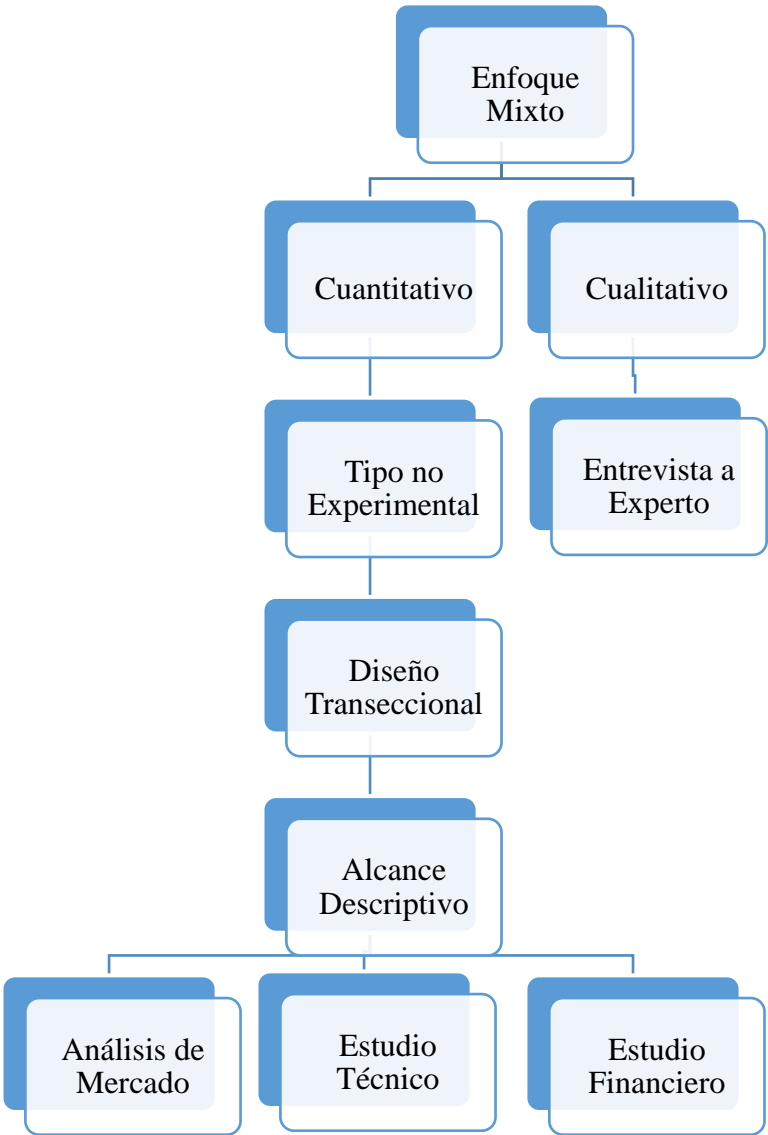 Enfoque
Mixto
Cuantitativo
Cualitativo
Tipo no
Experimental
Entrevista a
Experto
Diseño
Transeccional
Alcance
Descriptivo
Análisis de
Mercado
Estudio
Técnico
Estudio
Financiero